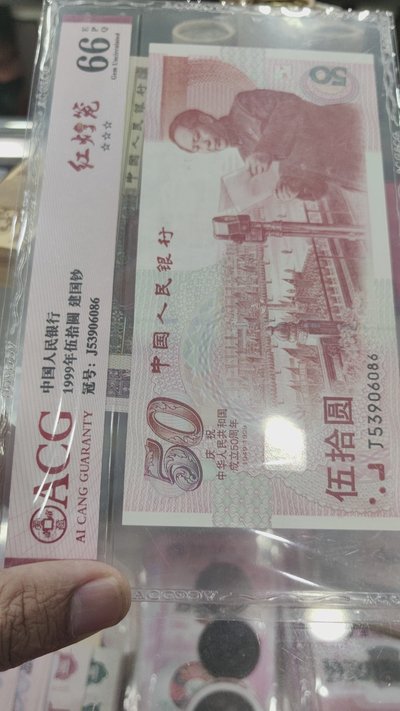 ACG
AI CANG GUARANTY
中国人民银行
1999年伍拾圆 建国钞
冠号: J53906086
红灯笼
☆☆☆
66
E
P
Q
Gem Uncirculated
中国人民银行
50
庆祝
中华人民共和国
成立50周年
1949-1999
伍拾圆
J53906086
50
中国人民银行